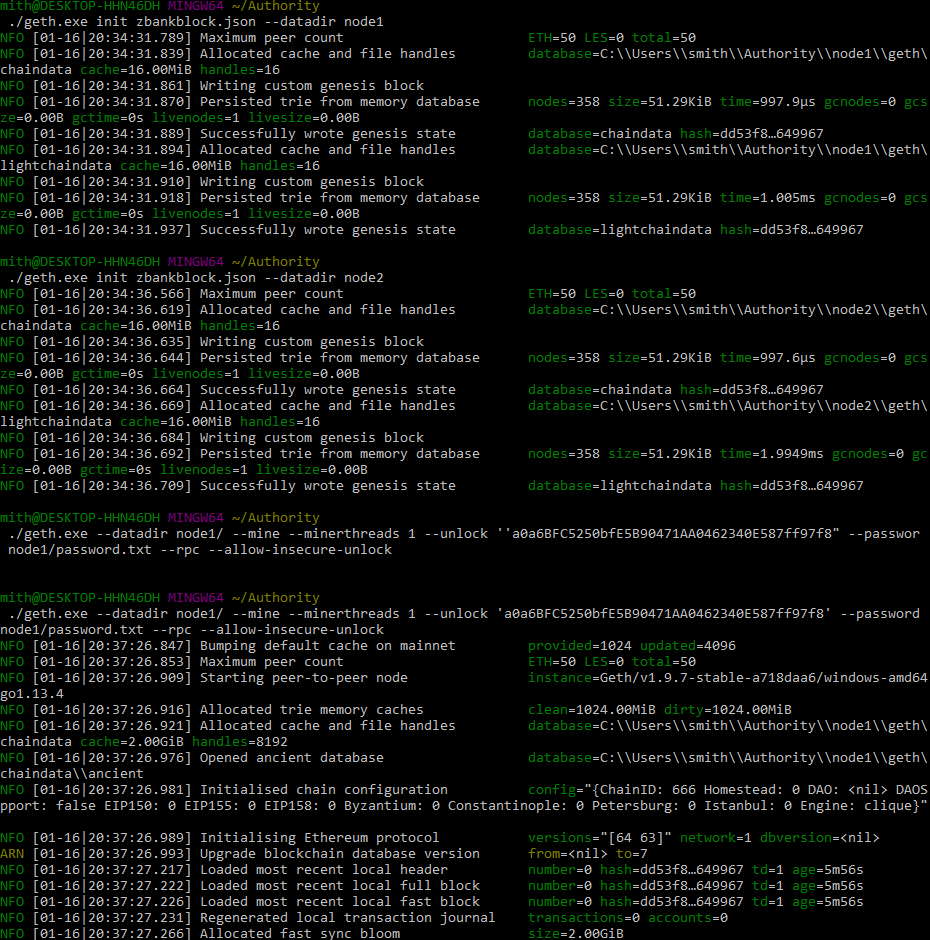 mith@DESKTOP-HHN46DH MINGW64 ~/Authority
./geth.exe init zbankblock.json --datadir node1
NFO [01-16|20:34:31.789] Maximum peer count ETH=50 LES=0 total=50
NFO [01-16|20:34:31.839] Allocated cache and file handles database=C:\\Users\\smith\\Authority\\node1\\geth\
chaindata cache=16.00MiB handles=16
NFO [01-16|20:34:31.861] Writing custom genesis block
NFO [01-16|20:34:31.870] Persisted trie from memory database nodes=358 size=51.29KiB time=997.9µs gcnodes=0 gcs
ze=0.00B gctime=0s livenodes=1 livesize=0.00B
NFO [01-16|20:34:31.889] Successfully wrote genesis state database=chaindata hash=dd53f8…649967
NFO [01-16|20:34:31.894] Allocated cache and file handles database=C:\\Users\\smith\\Authority\\node1\\geth\
lightchaindata cache=16.00MiB handles=16
NFO [01-16|20:34:31.910] Writing custom genesis block
NFO [01-16|20:34:31.918] Persisted trie from memory database nodes=358 size=51.29KiB time=1.005ms gcnodes=0 gcs
ze=0.00B gctime=0s livenodes=1 livesize=0.00B
NFO [01-16|20:34:31.937] Successfully wrote genesis state database=lightchaindata hash=dd53f8…649967
mith@DESKTOP-HHN46DH MINGW64 ~/Authority
./geth.exe init zbankblock.json --datadir node2
NFO [01-16|20:34:36.566] Maximum peer count ETH=50 LES=0 total=50
NFO [01-16|20:34:36.619] Allocated cache and file handles database=C:\\Users\\smith\\Authority\\node2\\geth\
chaindata cache=16.00MiB handles=16
NFO [01-16|20:34:36.635] Writing custom genesis block
NFO [01-16|20:34:36.644] Persisted trie from memory database nodes=358 size=51.29KiB time=997.6µs gcnodes=0 gcs
ze=0.00B gctime=0s livenodes=1 livesize=0.00B
NFO [01-16|20:34:36.664] Successfully wrote genesis state database=chaindata hash=dd53f8…649967
NFO [01-16|20:34:36.669] Allocated cache and file handles database=C:\\Users\\smith\\Authority\\node2\\geth\
lightchaindata cache=16.00MiB handles=16
NFO [01-16|20:34:36.684] Writing custom genesis block
NFO [01-16|20:34:36.692] Persisted trie from memory database nodes=358 size=51.29KiB time=1.9949ms gcnodes=0 gc
ize=0.00B gctime=0s livenodes=1 livesize=0.00B
NFO [01-16|20:34:36.709] Successfully wrote genesis state database=lightchaindata hash=dd53f8…649967
mith@DESKTOP-HHN46DH MINGW64 ~/Authority
./geth.exe --datadir node1/ --mine --minerthreads 1 --unlock ''a0a6BFC5250bfE5B90471AA0462340E587ff97f8" --passwor
node1/password.txt --rpc --allow-insecure-unlock
mith@DESKTOP-HHN46DH MINGW64 ~/Authority
./geth.exe --datadir node1/ --mine --minerthreads 1 --unlock 'a0a6BFC5250bfE5B90471AA0462340E587ff97f8' --password
node1/password.txt --rpc --allow-insecure-unlock
NFO [01-16|20:37:26.847] Bumping default cache on mainnet provided=1024 updated=4096
NFO [01-16|20:37:26.853] Maximum peer count ETH=50 LES=0 total=50
NFO [01-16|20:37:26.909] Starting peer-to-peer node instance=Geth/v1.9.7-stable-a718daa6/windows-amd64
go1.13.4
NFO [01-16|20:37:26.916] Allocated trie memory caches clean=1024.00MiB dirty=1024.00MiB
NFO [01-16|20:37:26.921] Allocated cache and file handles database=C:\\Users\\smith\\Authority\\node1\\geth\
chaindata cache=2.00GiB handles=8192
NFO [01-16|20:37:26.976] Opened ancient database database=C:\\Users\\smith\\Authority\\node1\\geth\
chaindata\\ancient
NFO [01-16|20:37:26.981] Initialised chain configuration config="{ChainID: 666 Homestead: 0 DAO: <nil> DAOS
pport: false EIP150: 0 EIP155: 0 EIP158: 0 Byzantium: 0 Constantinople: 0 Petersburg: 0 Istanbul: 0 Engine: clique}"
NFO [01-16|20:37:26.989] Initialising Ethereum protocol versions="[64 63]" network=1 dbversion=<nil>
ARN [01-16|20:37:26.993] Upgrade blockchain database version from=<nil> to=7
NFO [01-16|20:37:27.217] Loaded most recent local header number=0 hash=dd53f8…649967 td=1 age=5m56s
NFO [01-16|20:37:27.222] Loaded most recent local full block number=0 hash=dd53f8…649967 td=1 age=5m56s
NFO [01-16|20:37:27.226] Loaded most recent local fast block number=0 hash=dd53f8…649967 td=1 age=5m56s
NFO [01-16|20:37:27.231] Regenerated local transaction journal transactions=0 accounts=0
NFO [01-16|20:37:27.266] Allocated fast sync bloom size=2.00GiB